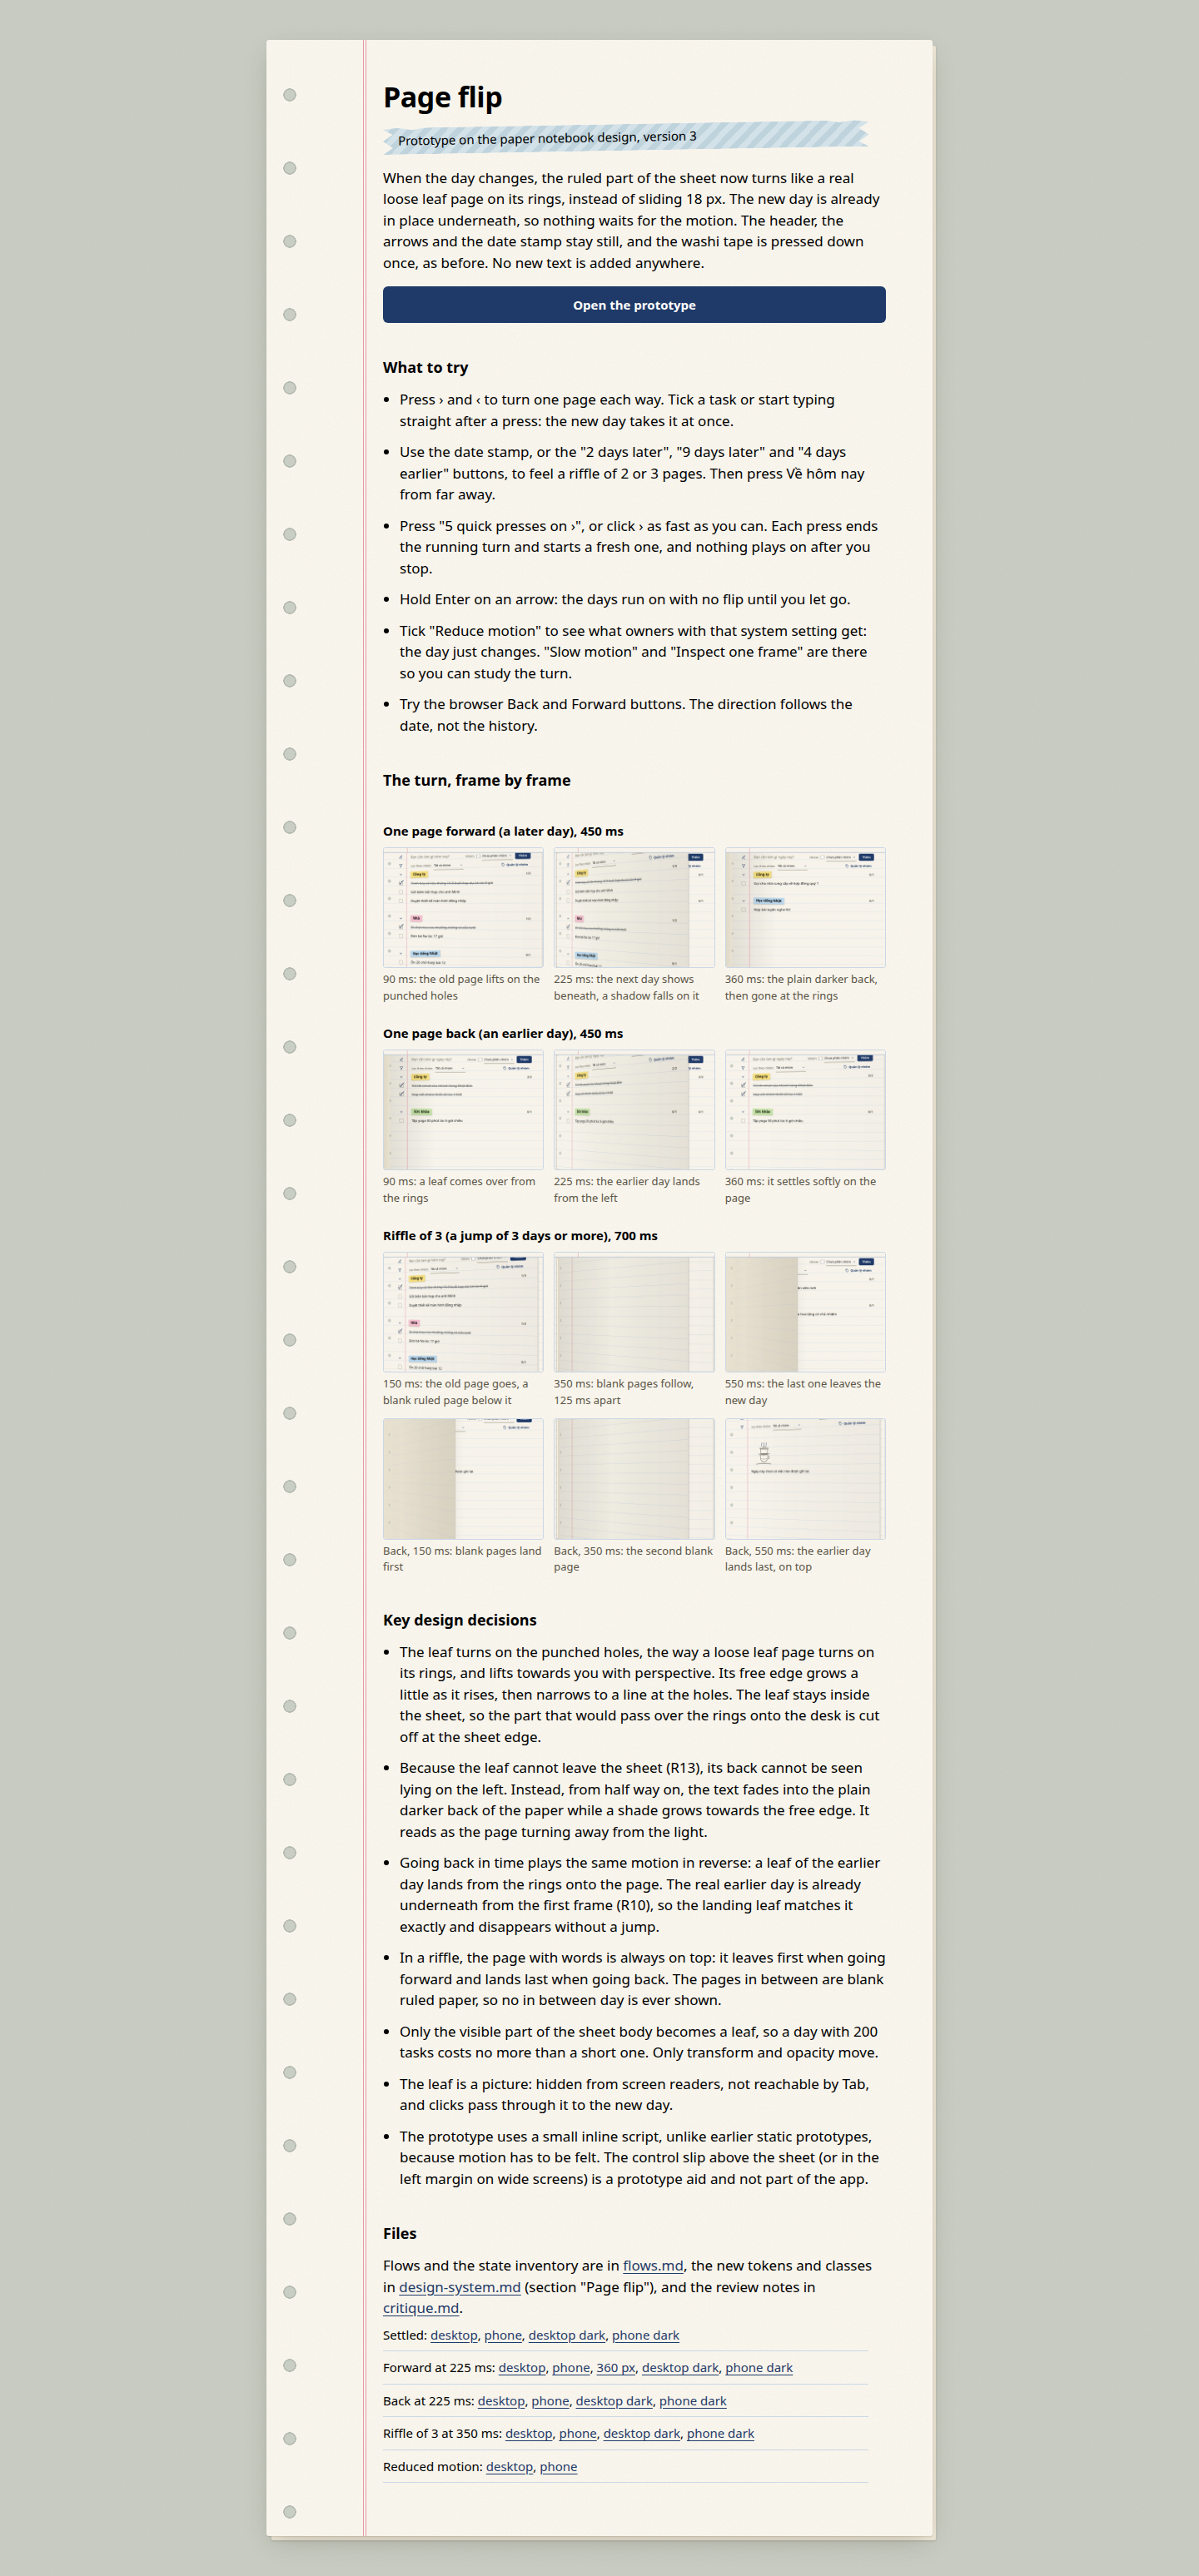 Page flip
Prototype on the paper notebook design, version 3
When the day changes, the ruled part of the sheet now turns like a real
loose leaf page on its rings, instead of sliding 18 px. The new day is already
in place underneath, so nothing waits for the motion. The header, the
arrows and the date stamp stay still, and the washi tape is pressed down
once, as before. No new text is added anywhere.
Open the prototype
What to try
• Press › and ‹ to turn one page each way. Tick a task or start typing
straight after a press: the new day takes it at once.
• Use the date stamp, or the "2 days later", "9 days later" and "4 days
earlier" buttons, to feel a riffle of 2 or 3 pages. Then press Về hôm nay
from far away.
• Press "5 quick presses on ›", or click › as fast as you can. Each press ends
the running turn and starts a fresh one, and nothing plays on after you
stop.
• Hold Enter on an arrow: the days run on with no flip until you let go.
• Tick "Reduce motion" to see what owners with that system setting get:
the day just changes. "Slow motion" and "Inspect one frame" are there
so you can study the turn.
• Try the browser Back and Forward buttons. The direction follows the
date, not the history.
The turn, frame by frame
One page forward (a later day), 450 ms
90 ms: the old page lifts on the
punched holes
225 ms: the next day shows
beneath, a shadow falls on it
360 ms: the plain darker back,
then gone at the rings
One page back (an earlier day), 450 ms
90 ms: a leaf comes over from
the rings
225 ms: the earlier day lands
from the left
360 ms: it settles softly on the
page
Riffle of 3 (a jump of 3 days or more), 700 ms
150 ms: the old page goes, a
blank ruled page below it
350 ms: blank pages follow,
125 ms apart
550 ms: the last one leaves the
new day
Back, 150 ms: blank pages land
first
Back, 350 ms: the second blank
page
Back, 550 ms: the earlier day
lands last, on top
Key design decisions
• The leaf turns on the punched holes, the way a loose leaf page turns on
its rings, and lifts towards you with perspective. Its free edge grows a
little as it rises, then narrows to a line at the holes. The leaf stays inside
the sheet, so the part that would pass over the rings onto the desk is cut
off at the sheet edge.
• Because the leaf cannot leave the sheet (R13), its back cannot be seen
lying on the left. Instead, from half way on, the text fades into the plain
darker back of the paper while a shade grows towards the free edge. It
reads as the page turning away from the light.
• Going back in time plays the same motion in reverse: a leaf of the earlier
day lands from the rings onto the page. The real earlier day is already
underneath from the first frame (R10), so the landing leaf matches it
exactly and disappears without a jump.
• In a riffle, the page with words is always on top: it leaves first when going
forward and lands last when going back. The pages in between are blank
ruled paper, so no in between day is ever shown.
• Only the visible part of the sheet body becomes a leaf, so a day with 200
tasks costs no more than a short one. Only transform and opacity move.
• The leaf is a picture: hidden from screen readers, not reachable by Tab,
and clicks pass through it to the new day.
• The prototype uses a small inline script, unlike earlier static prototypes,
because motion has to be felt. The control slip above the sheet (or in the
left margin on wide screens) is a prototype aid and not part of the app.
Files
Flows and the state inventory are in flows.md, the new tokens and classes
in design-system.md (section "Page flip"), and the review notes in
critique.md.
Settled: desktop, phone, desktop dark, phone dark
Forward at 225 ms: desktop, phone, 360 px, desktop dark, phone dark
Back at 225 ms: desktop, phone, desktop dark, phone dark
Riffle of 3 at 350 ms: desktop, phone, desktop dark, phone dark
Reduced motion: desktop, phone